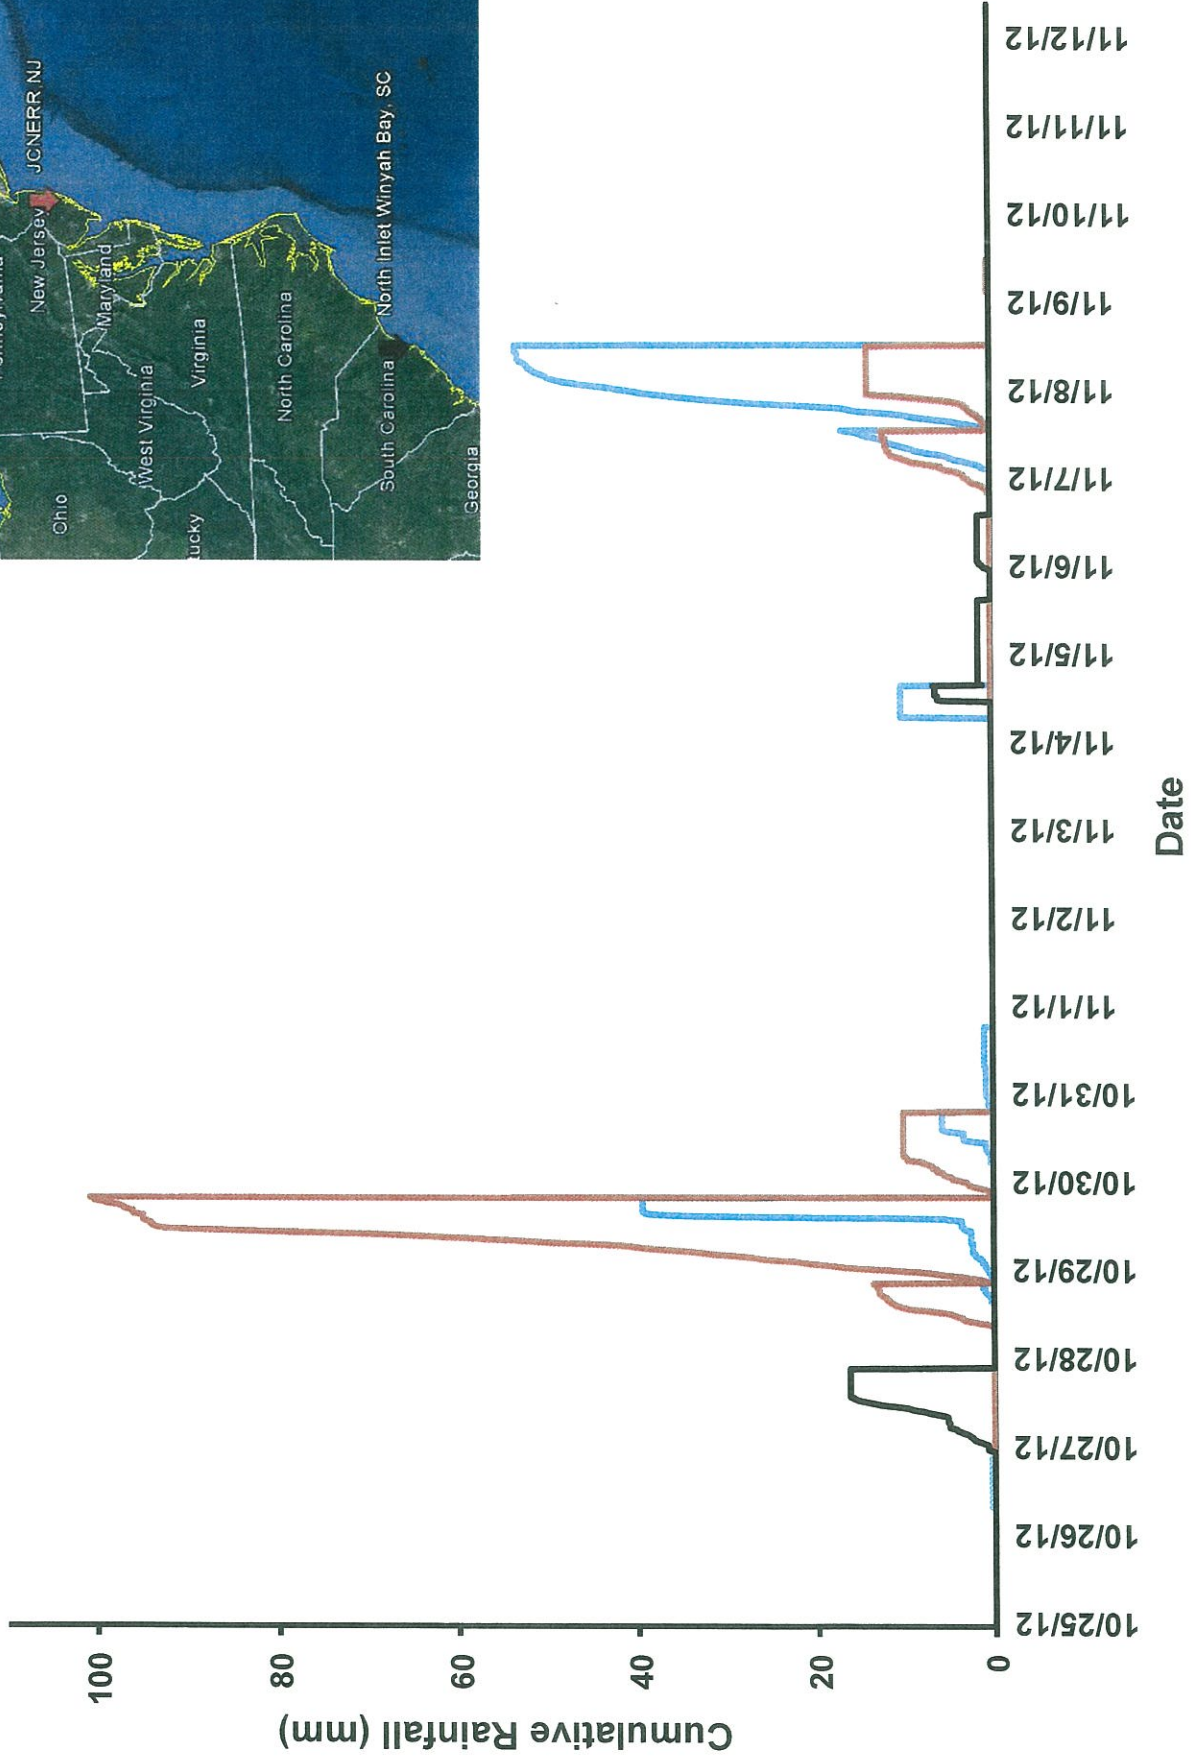 JCNERR, NJ
New Jersey
Maryland
Ohio
West Virginia
Virginia
tucky
North Carolina
North Inlet Winyah Bay, SC
South Carolina
Georgia
Cumulative Rainfall (mm)
100
80
60
40
20
0
10/25/12
10/26/12
10/27/12
10/28/12
10/29/12
10/30/12
10/31/12
11/1/12
11/2/12
11/3/12
11/4/12
11/5/12
11/6/12
11/7/12
11/8/12
11/9/12
11/10/12
11/11/12
11/12/12
Date